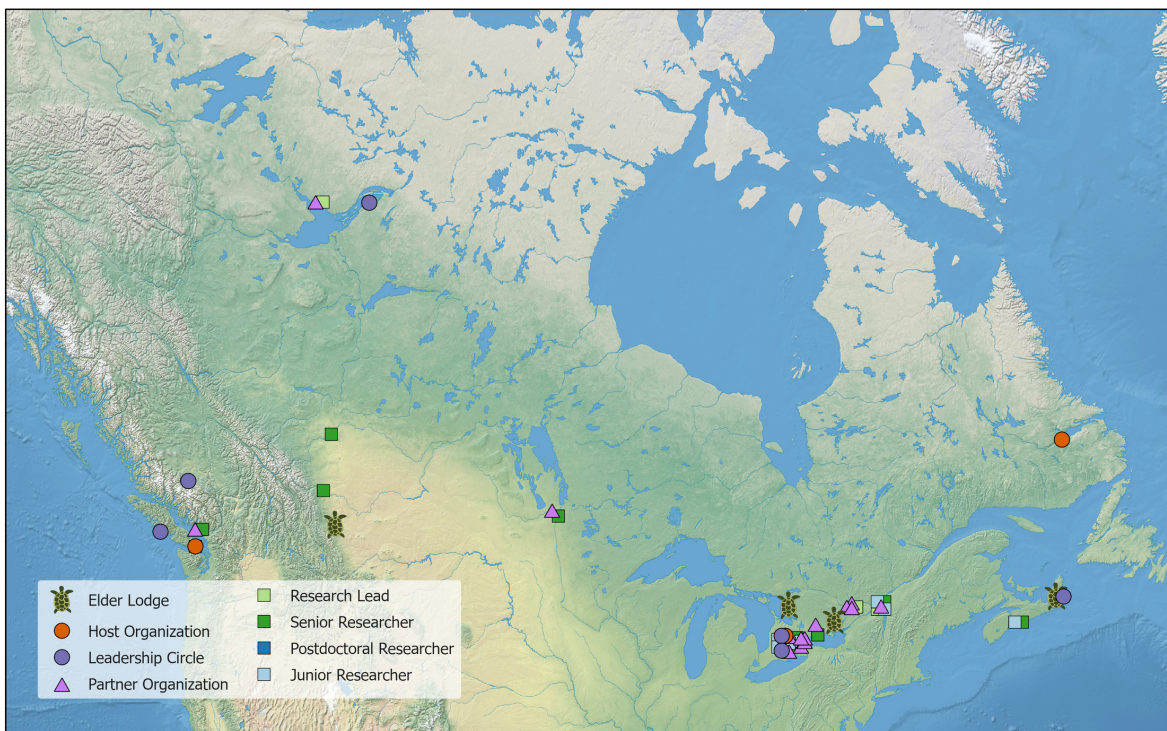 Elder Lodge
Host Organization
Leadership Circle
Partner Organization
Research Lead
Senior Researcher
Postdoctoral Researcher
Junior Researcher